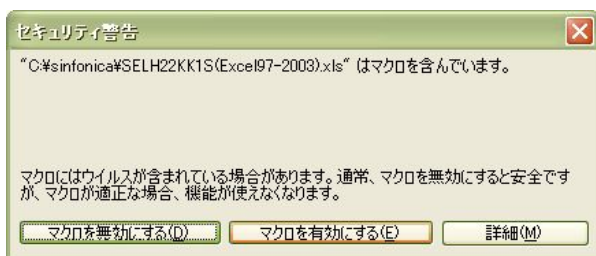 セキュリティ警告
"C:¥sinfonica¥SELH22KK1S(Excel97-2003).xls" はマクロを含んでいます。
マクロにはウイルスが含まれている場合があります。通常、マクロを無効にすると安全です
が、マクロが適正な場合、機能が使えなくなります。
マクロを無効にする(D) マクロを有効にする(E) 詳細(M)